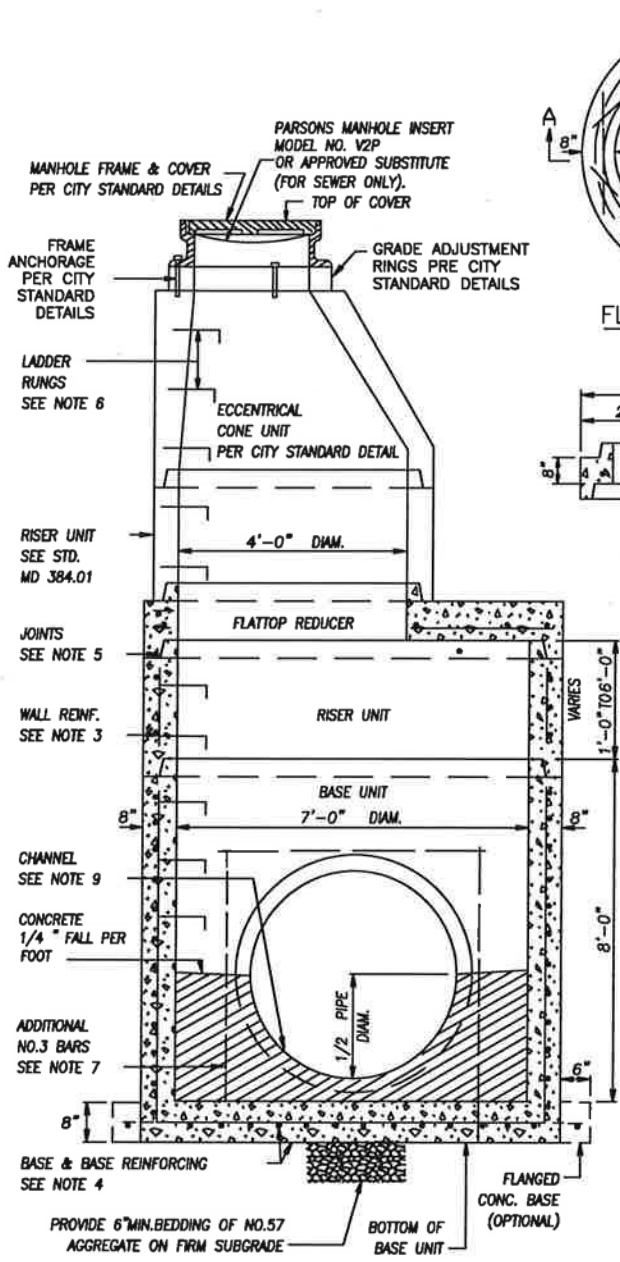 PARSONS MANHOLE INSERT
MODEL NO. V2P
OR APPROVED SUBSTITUTE
(FOR SEWER ONLY).
TOP OF COVER
MANHOLE FRAME & COVER
PER CITY STANDARD DETAILS
A
8"
FRAME
ANCHORAGE
PER CITY
STANDARD
DETAILS
GRADE ADJUSTMENT
RINGS PRE CITY
STANDARD DETAILS
LADDER
RUNGS
SEE NOTE 6
ECCENTRICAL
CONE UNIT
PER CITY STANDARD DETAIL
8"
RISER UNIT
SEE STD.
MD 384.01
4'-0" DIAM.
FLATTOP REDUCER
JOINTS
SEE NOTE 5
WALL REINF.
SEE NOTE 3
RISER UNIT
VARIES
1'-0"TO6'-0"
BASE UNIT
8"
7'-0" DIAM.
8"
CHANNEL
SEE NOTE 9
CONCRETE
1/4 " FALL PER
FOOT
8'-0"
1/2 PIPE
DIAM.
ADDITIONAL
NO.3 BARS
SEE NOTE 7
6"
8"
BASE & BASE REINFORCING
SEE NOTE 4
FLANGED
CONC. BASE
(OPTIONAL)
PROVIDE 6"MIN.BEDDING OF NO.57
AGGREGATE ON FIRM SUBGRADE
BOTTOM OF
BASE UNIT